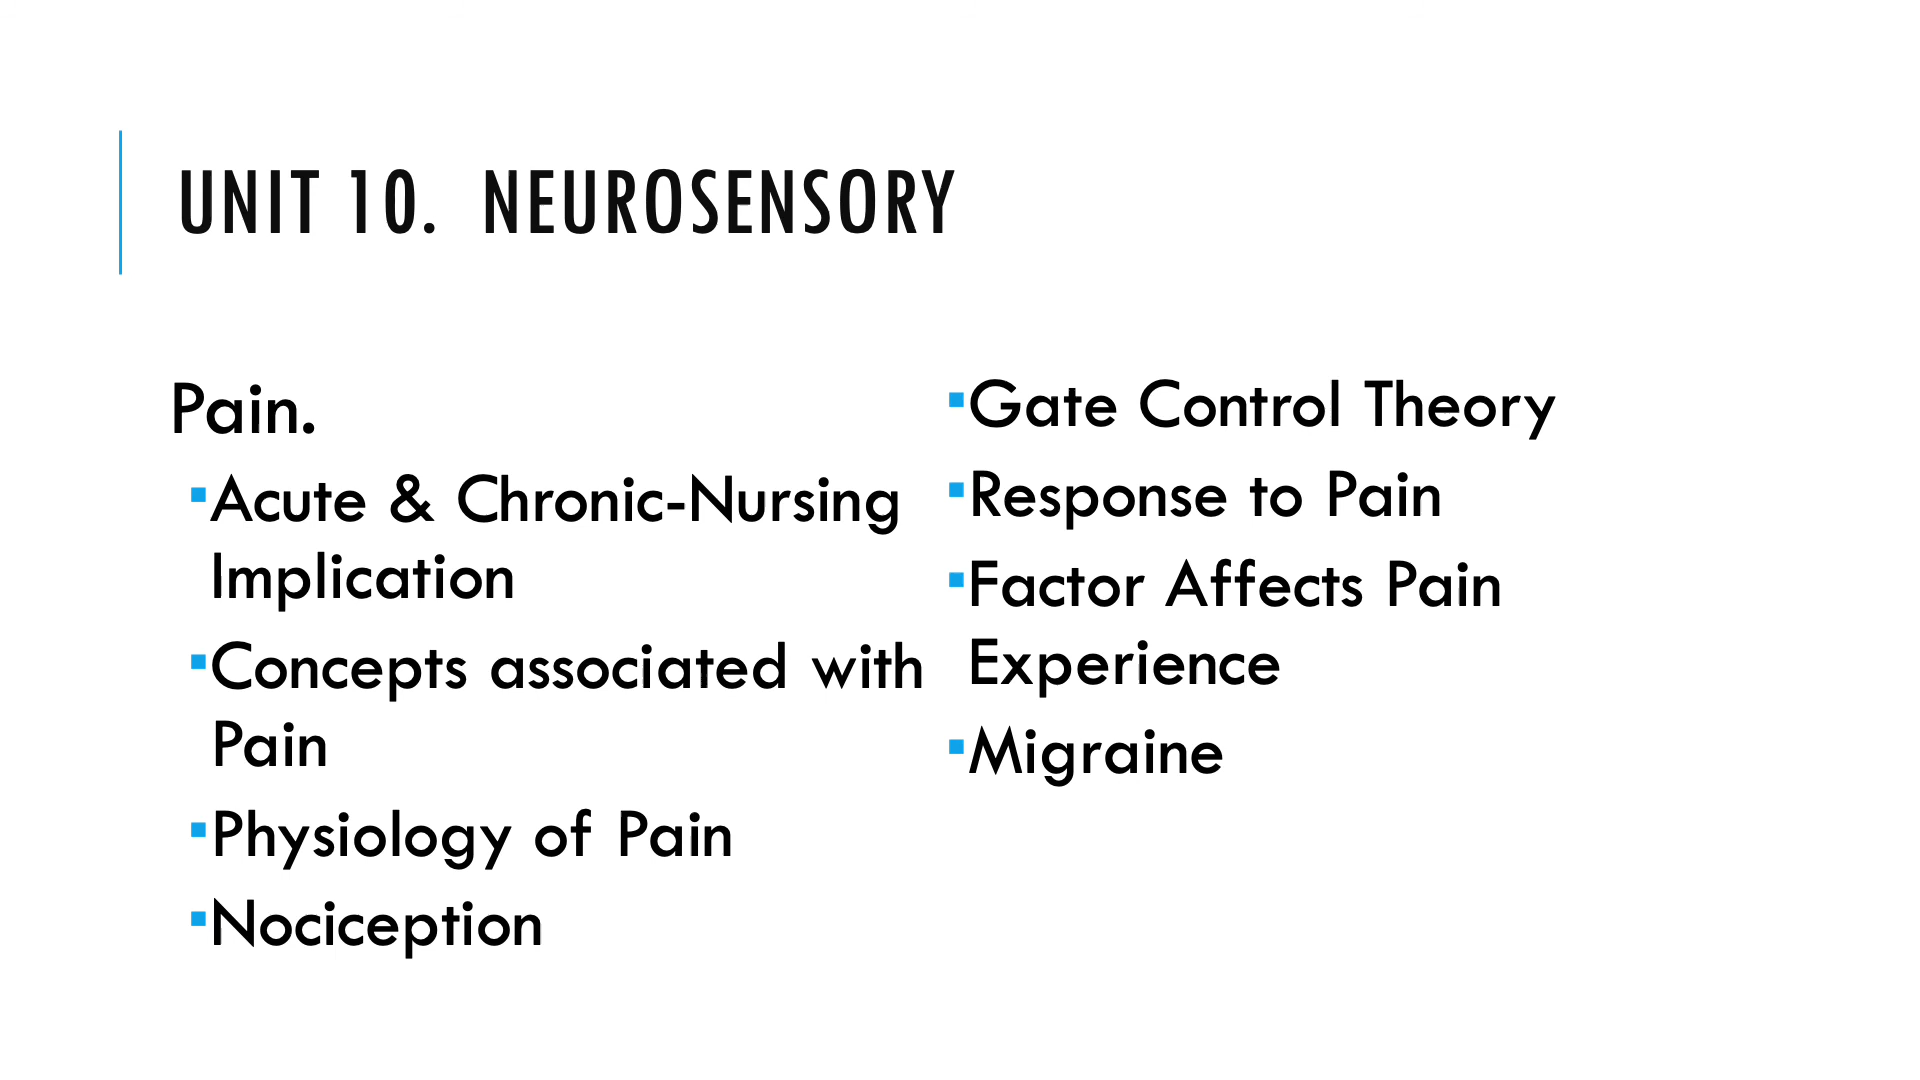 UNIT 10. NEUROSENSORY
Pain.
▪Acute & Chronic-Nursing
Implication
▪Concepts associated with
Pain
▪Physiology of Pain
▪Nociception
▪Gate Control Theory
▪Response to Pain
▪Factor Affects Pain
Experience
▪Migraine